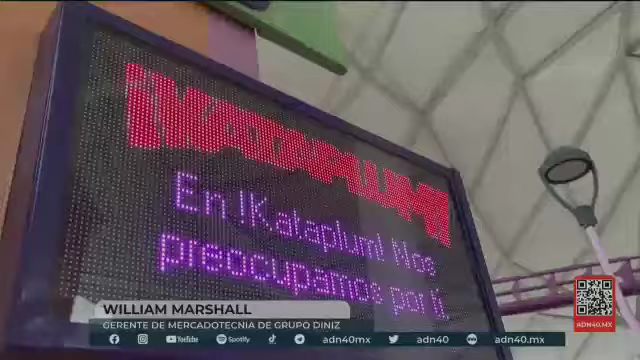 ¡KATAPLUM!
En !Kataplum! Nos
preocupamos por ti
WILLIAM MARSHALL
GERENTE DE MERCADOTECNIA DE GRUPO DINIZ
YouTube Spotify adn40mx adn40 adn40.mx
ADN40.MX